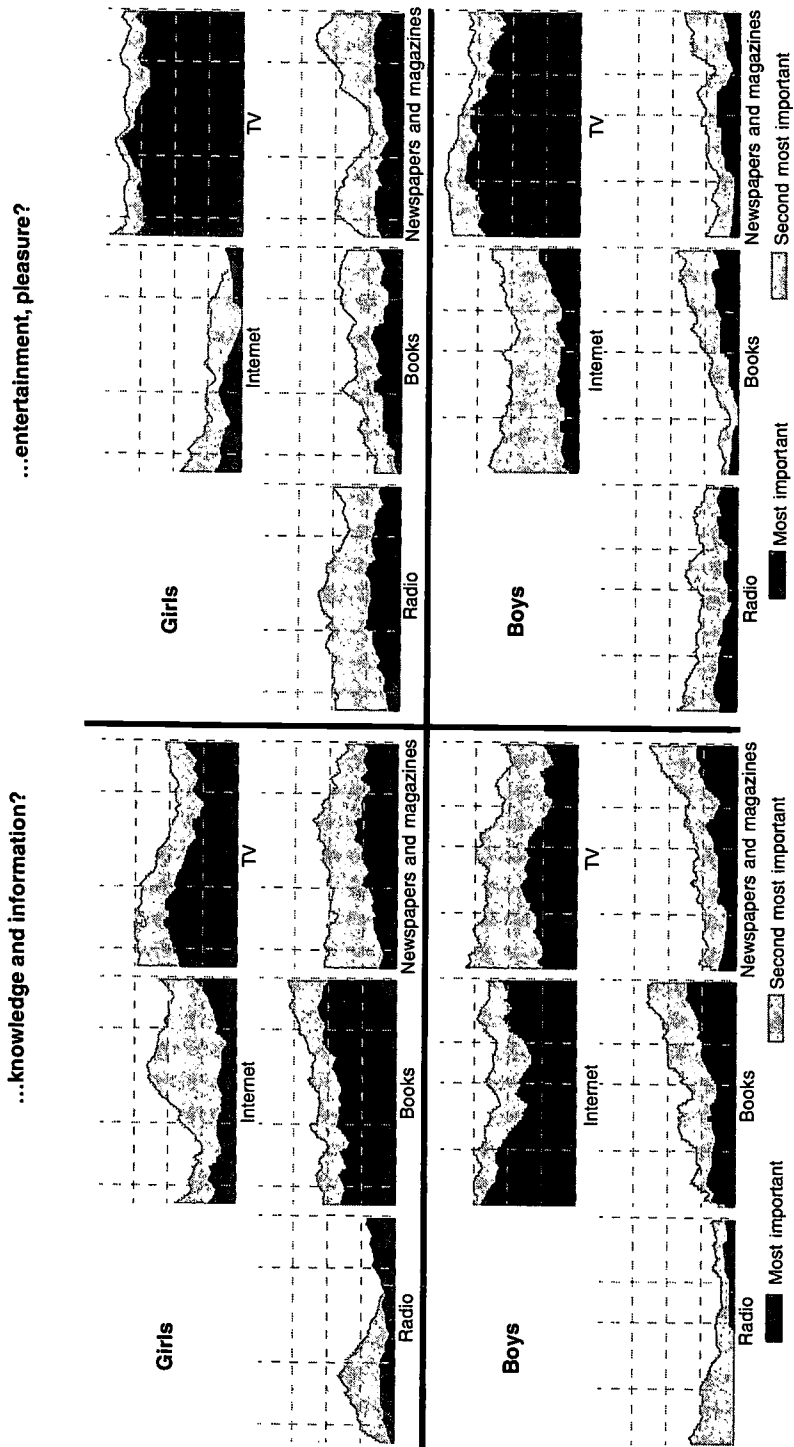 ...knowledge and information?
...entertainment, pleasure?
Girls
Internet
TV
Radio
Books
Newspapers and magazines
Girls
Internet
TV
Radio
Books
Newspapers and magazines
Boys
Internet
TV
Radio
Books
Newspapers and magazines
Most important
Second most important
Boys
Internet
TV
Radio
Books
Newspapers and magazines
Most important
Second most important